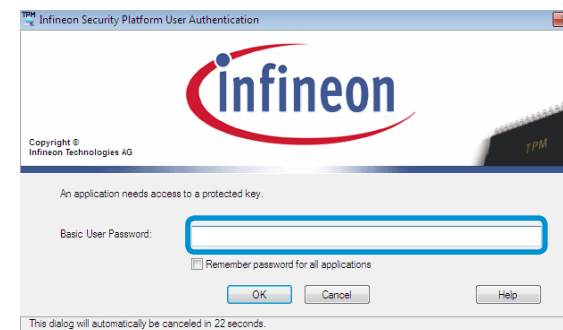 TPM Infineon Security Platform User Authentication
infineon
Copyright ©
Infineon Technologies AG
TPM
An application needs access to a protected key.
Basic User Password:
Remember password for all applications
OK Cancel Help
This dialog will automatically be canceled in 22 seconds.